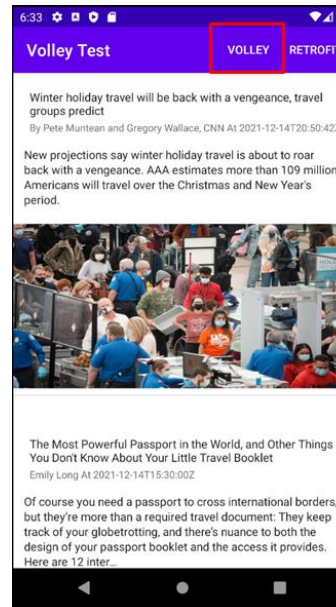 6:33
Volley Test
VOLLEY
RETROFI
Winter holiday travel will be back with a vengeance, travel
groups predict
By Pete Muntean and Gregory Wallace, CNN At 2021-12-14T20:50:42Z
New projections say winter holiday travel is about to roar
back with a vengeance. AAA estimates more than 109 million
Americans will travel over the Christmas and New Year's
period.
The Most Powerful Passport in the World, and Other Things
You Don't Know About Your Little Travel Booklet
Emily Long At 2021-12-14T15:30:00Z
Of course you need a passport to cross international borders,
but they're more than a required travel document: They keep
track of your globetrotting, and there's nuance to both the
design of your passport booklet and the access it provides.
Here are 12 inter...